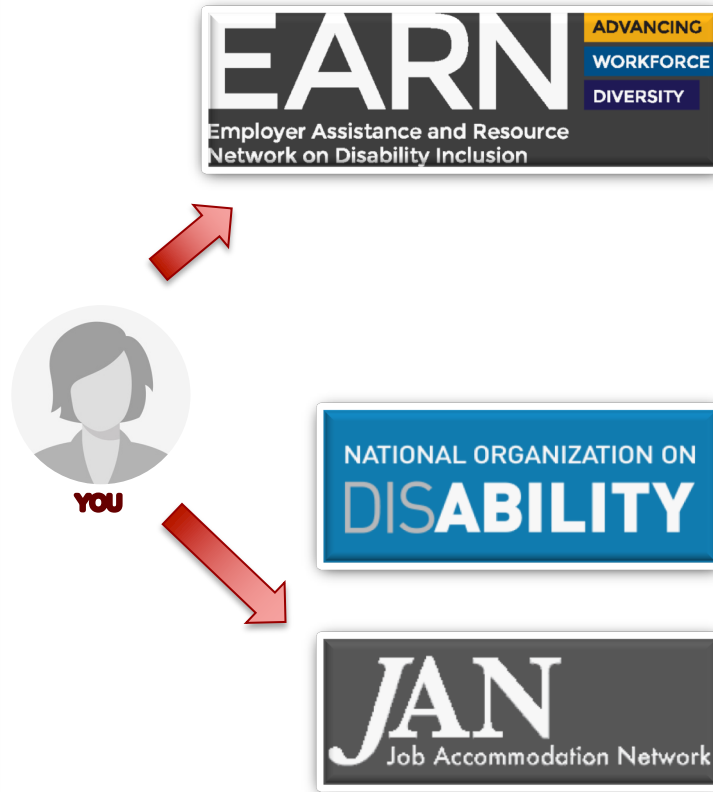 EARN
ADVANCING
WORKFORCE
DIVERSITY
Employer Assistance and Resource
Network on Disability Inclusion
YOU
NATIONAL ORGANIZATION ON
DISABILITY
JAN
Job Accommodation Network